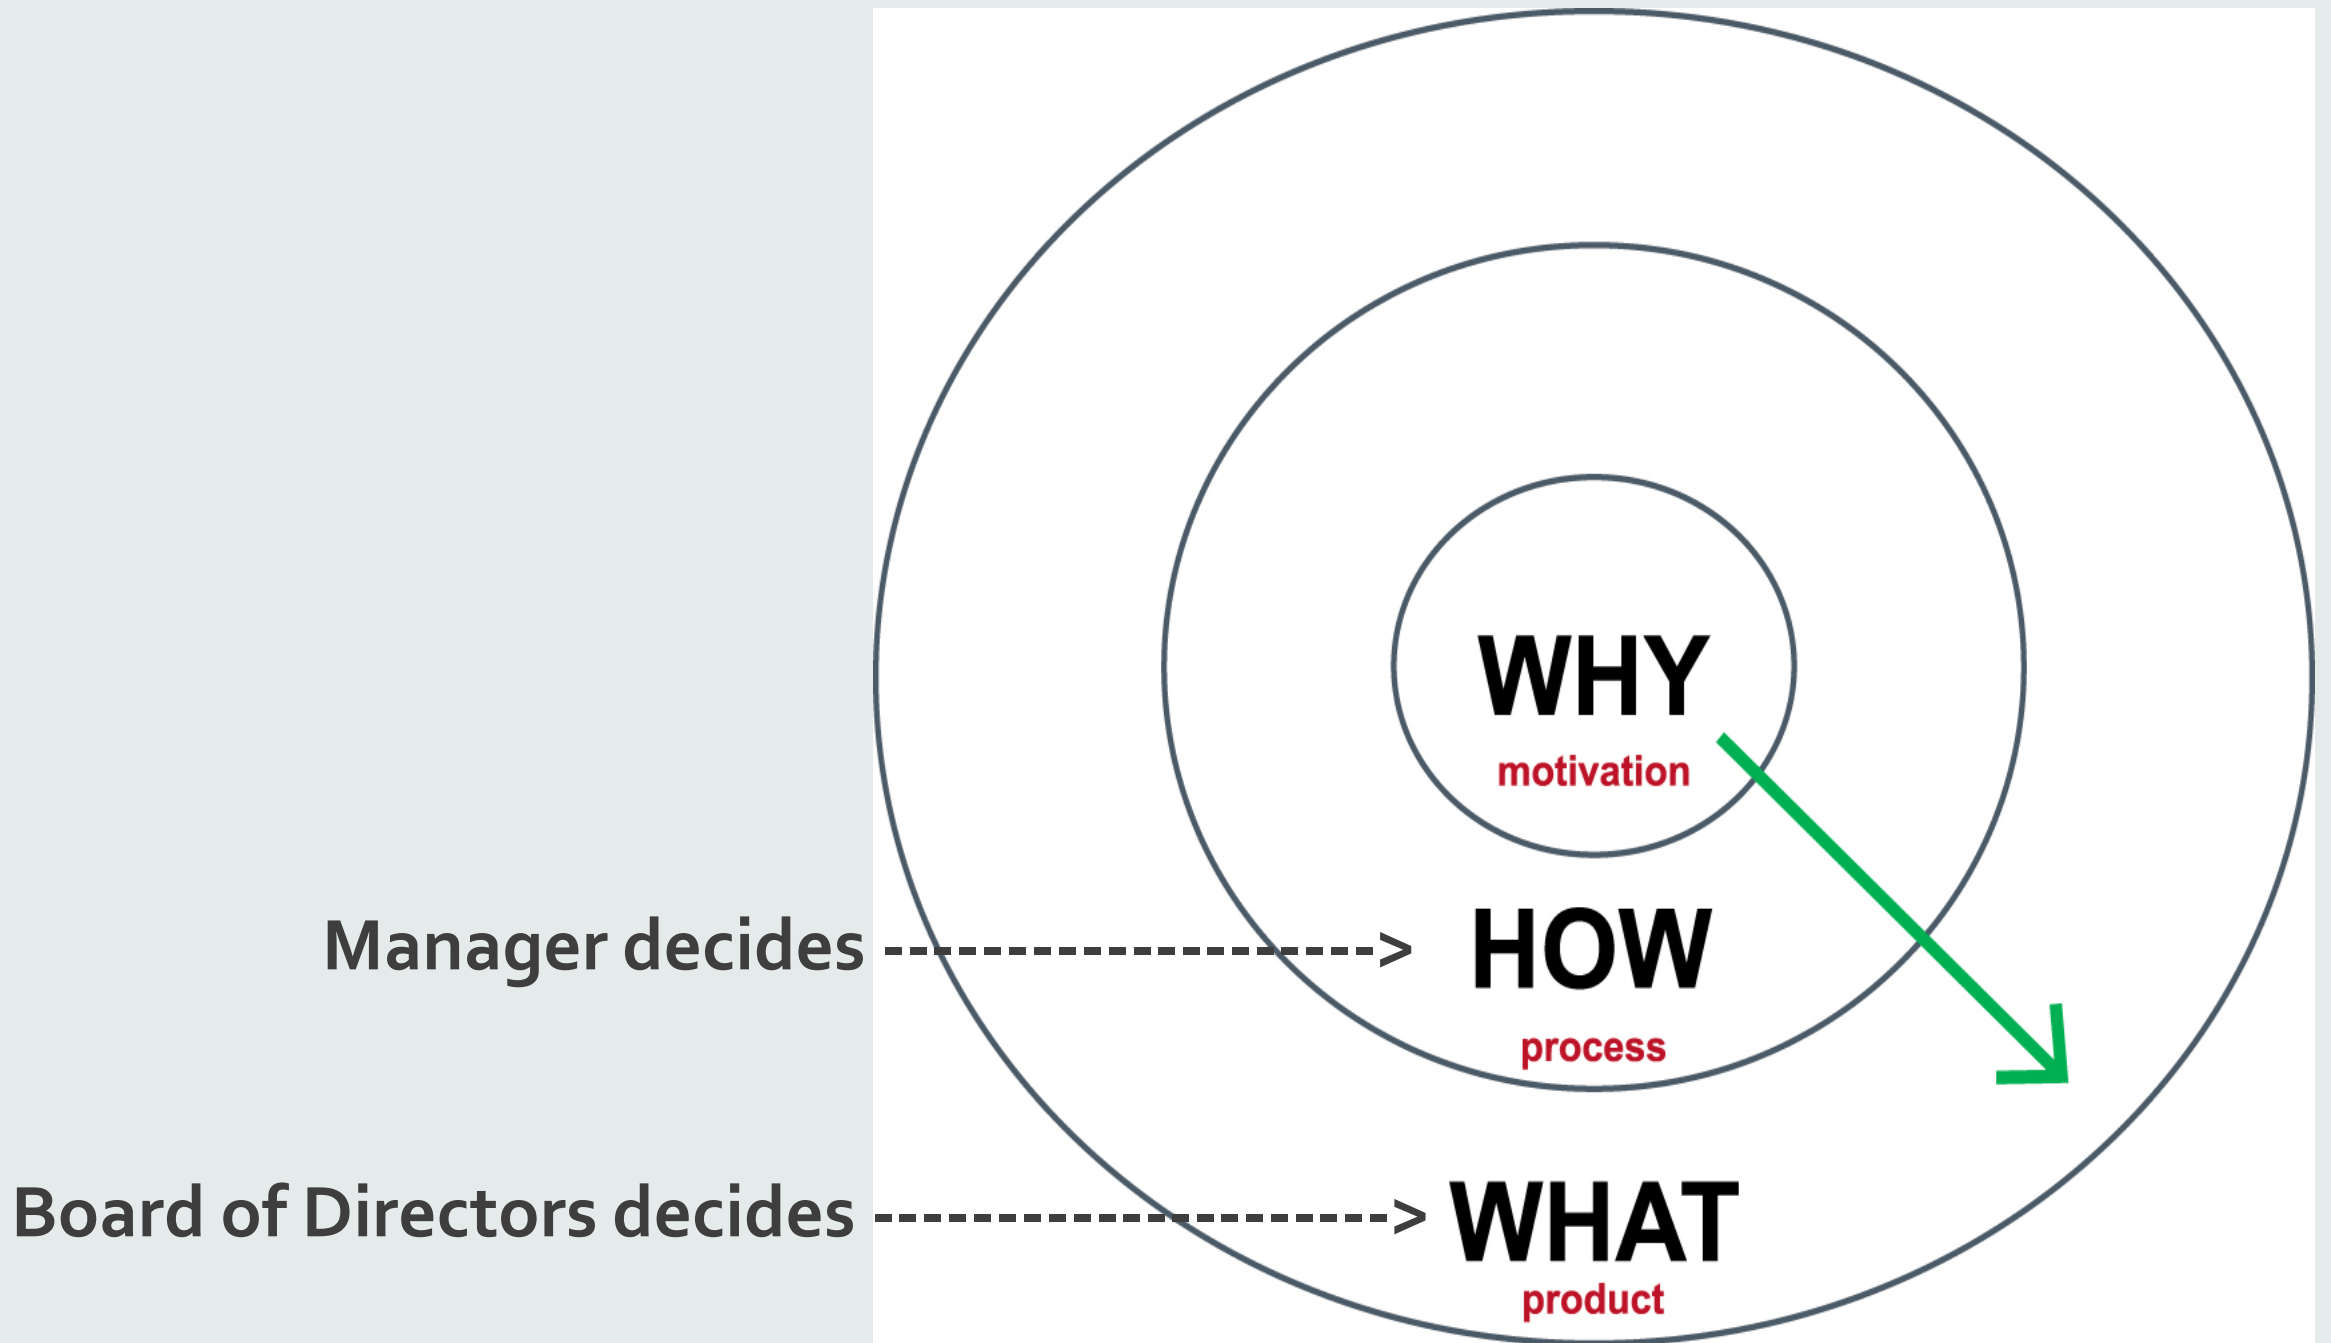 WHY
motivation
Manager decides -------------------> HOW
process
Board of Directors decides --------------------> WHAT
product